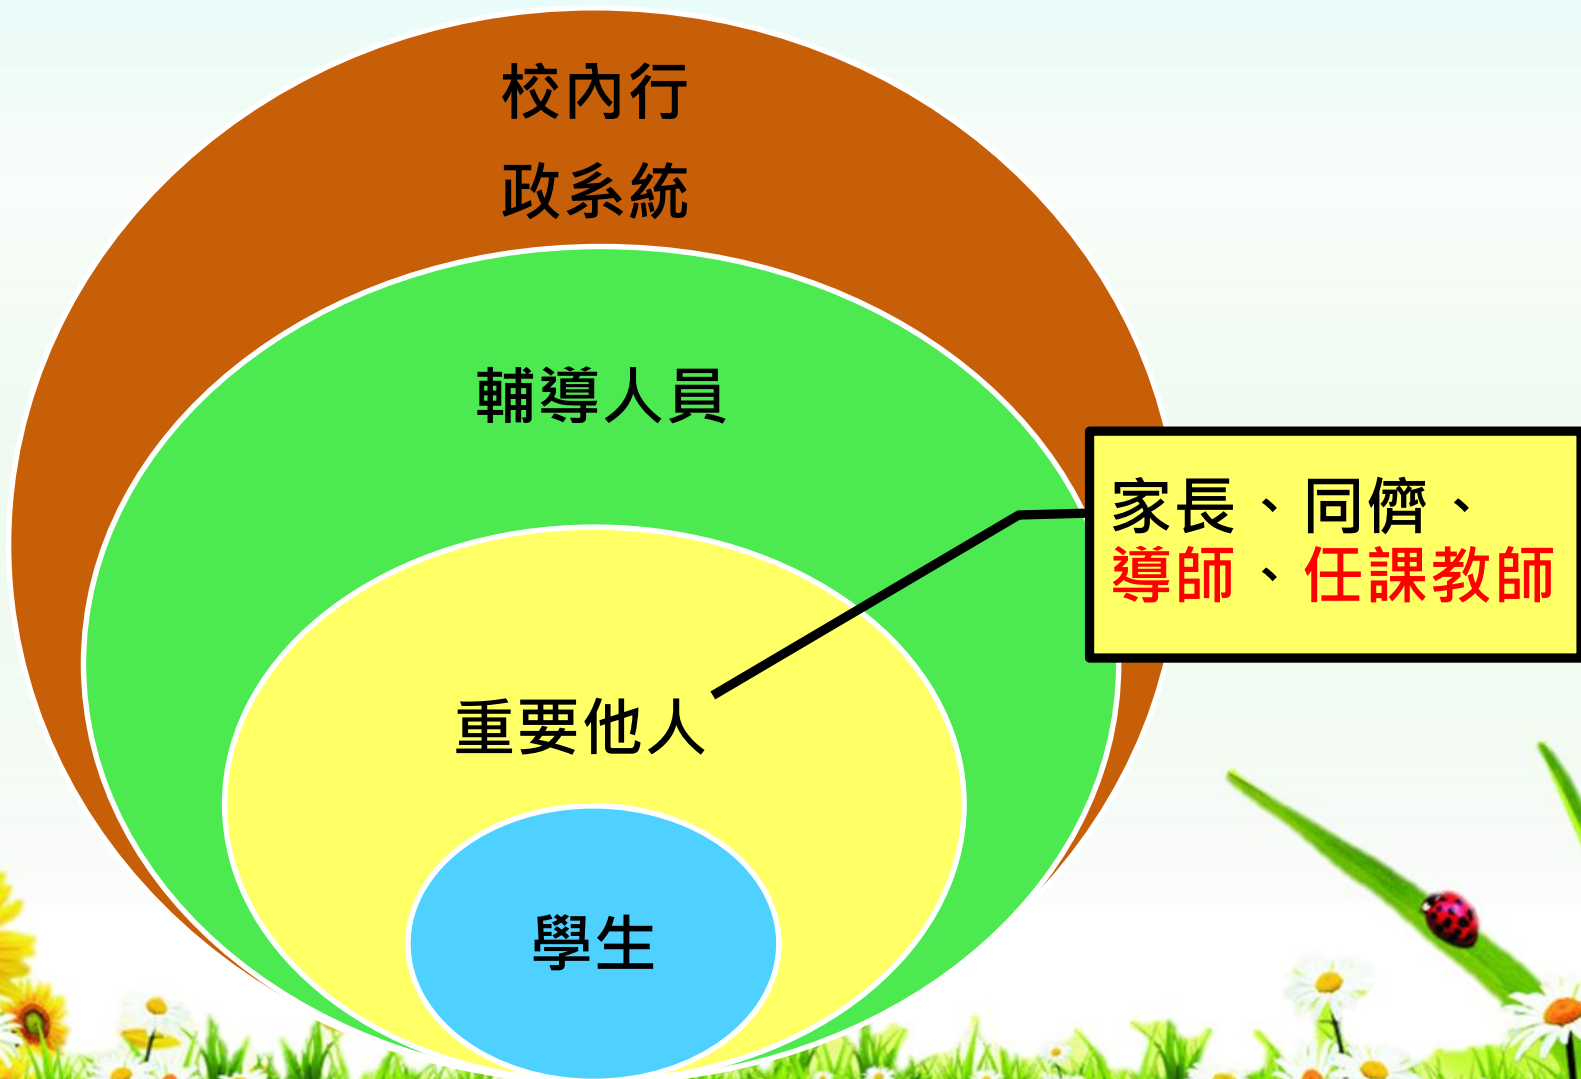 校內行
政系統
輔導人員
家長、同儕、
導師、任課教師
重要他人
學生